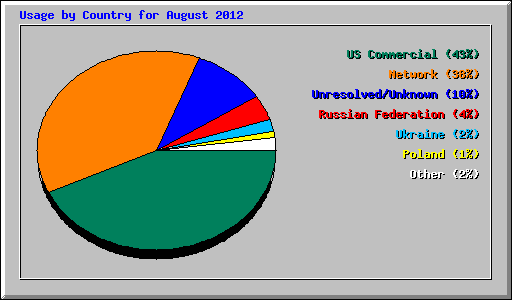 Usage by Country for August 2012
US Commercial (43%)
Network (38%)
Unresolved/Unknown (10%)
Russian Federation (4%)
Ukraine (2%)
Poland (1%)
Other (2%)